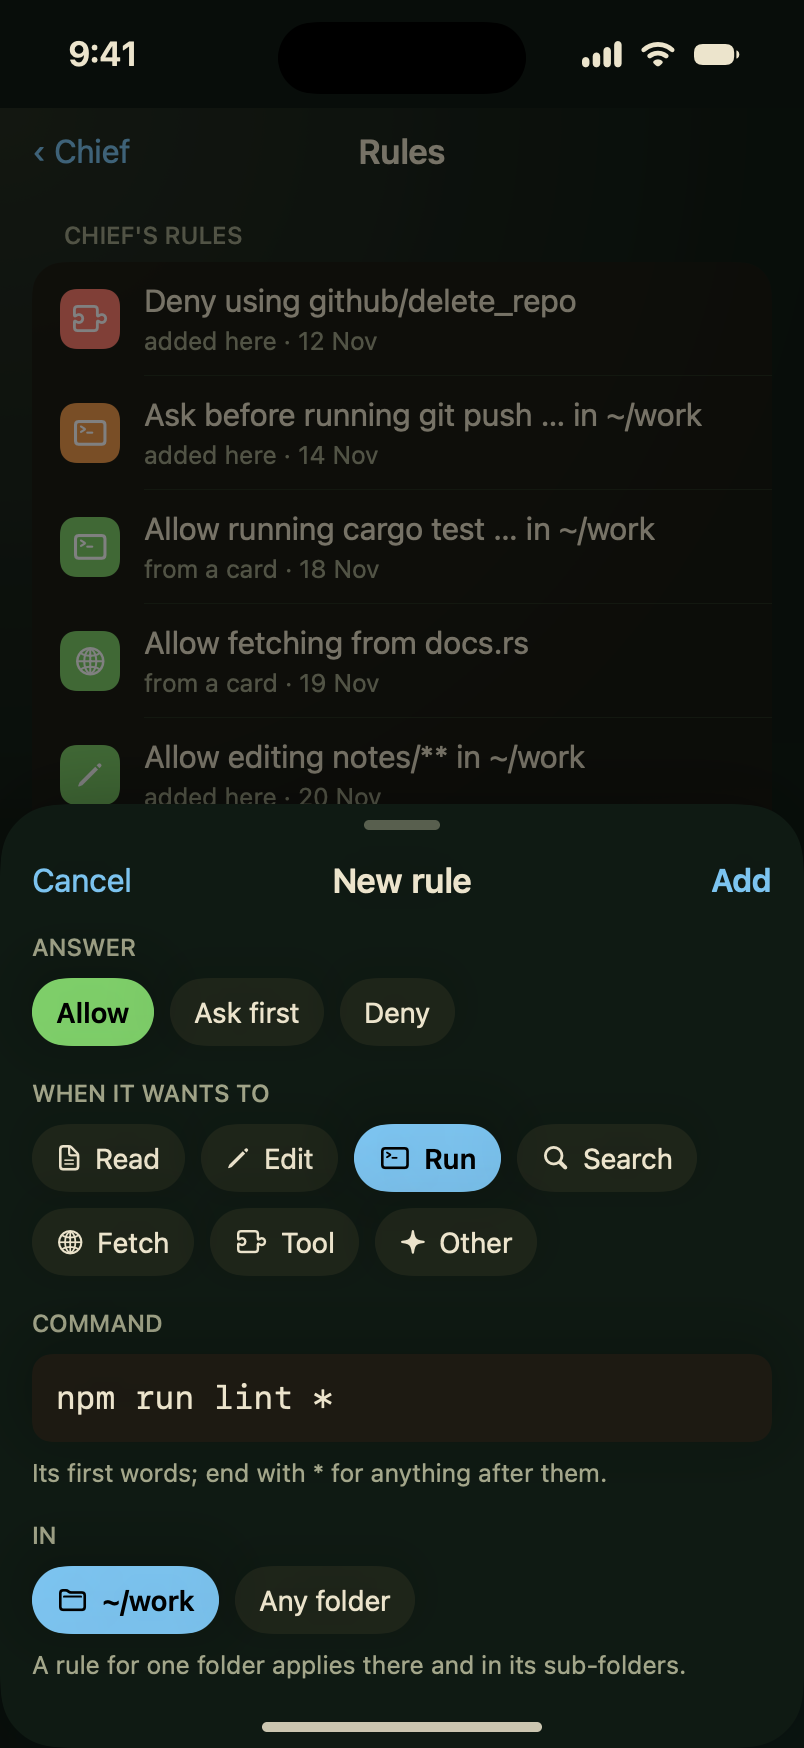 9:41
‹ Chief
Rules
CHIEF'S RULES
Deny using github/delete_repo
added here · 12 Nov
Ask before running git push ... in ~/work
added here · 14 Nov
Allow running cargo test ... in ~/work
from a card · 18 Nov
Allow fetching from docs.rs
from a card · 19 Nov
Allow editing notes/** in ~/work
added here · 20 Nov
Cancel
New rule
Add
ANSWER
Allow
Ask first
Deny
WHEN IT WANTS TO
Read
Edit
Run
Search
Fetch
Tool
Other
COMMAND
npm run lint *
Its first words; end with * for anything after them.
IN
~/work
Any folder
A rule for one folder applies there and in its sub-folders.